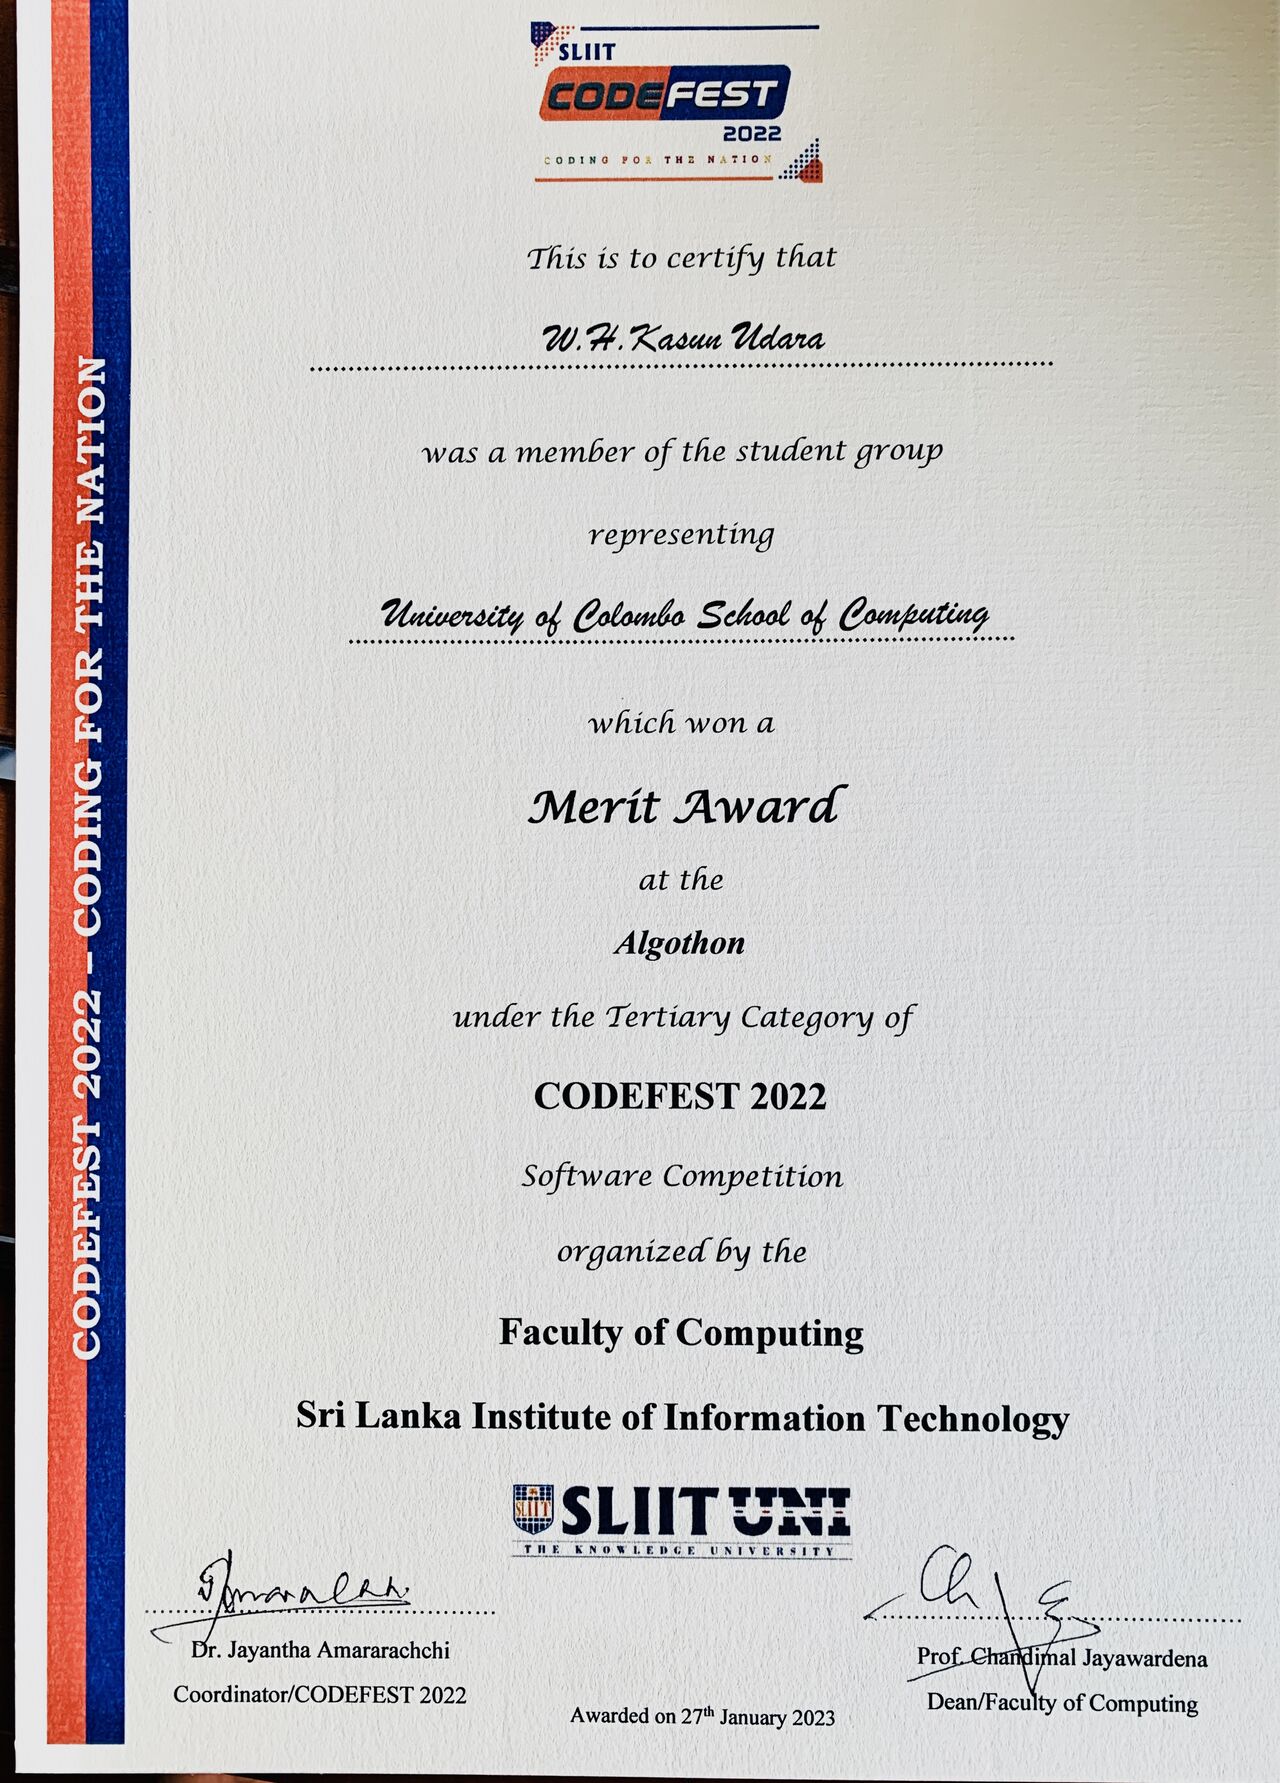 SLIIT
CODEFEST
2022
CODING FOR THE NATION
This is to certify that
W.H.Kasun Udara
was a member of the student group
representing
University of Colombo School of Computing
which won a
Merit Award
at the
Algothon
under the Tertiary Category of
CODEFEST 2022
Software Competition
organized by the
Faculty of Computing
Sri Lanka Institute of Information Technology
SLIIT
SLIIT UNI
THE KNOWLEDGE UNIVERSITY
Dr. Jayantha Amararachchi
Coordinator/CODEFEST 2022
Awarded on 27th January 2023
Prof. Chandimal Jayawardena
Dean/Faculty of Computing
CODEFEST 2022 – CODING FOR THE NATION